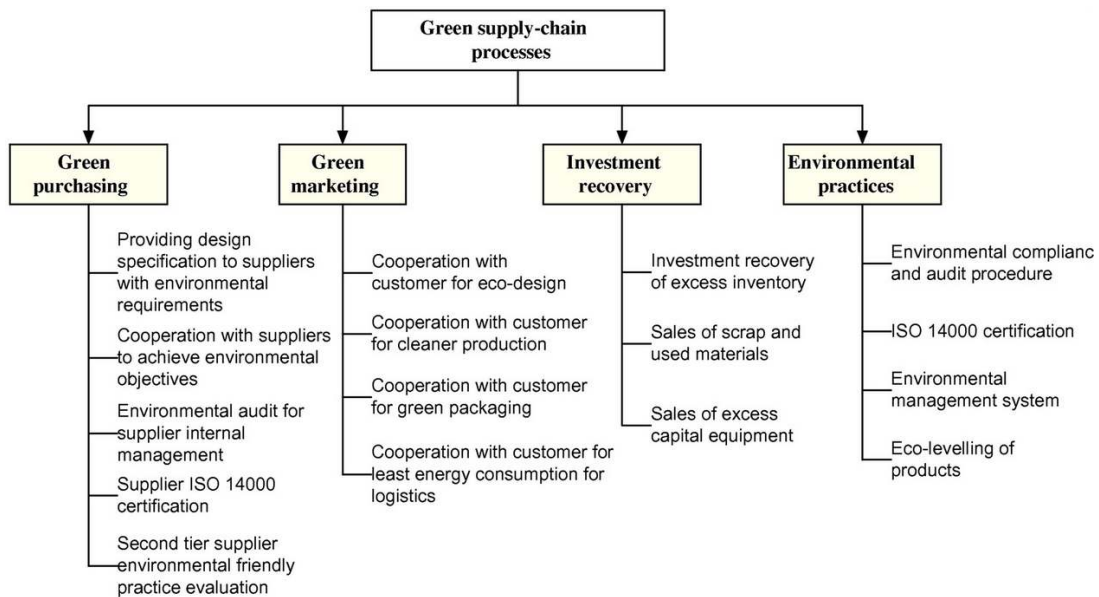 Green supply-chain
processes
Green
purchasing
Green
marketing
Investment
recovery
Environmental
practices
Providing design
specification to suppliers
with environmental
requirements
Cooperation with suppliers
to achieve environmental
objectives
Environmental audit for
supplier internal
management
Supplier ISO 14000
certification
Second tier supplier
environmental friendly
practice evaluation
Cooperation with
customer for eco-design
Cooperation with customer
for cleaner production
Cooperation with customer
for green packaging
Cooperation with customer for
least energy consumption for
logistics
Investment recovery
of excess inventory
Sales of scrap and
used materials
Sales of excess
capital equipment
Environmental complianc
and audit procedure
ISO 14000 certification
Environmental
management system
Eco-levelling of
products